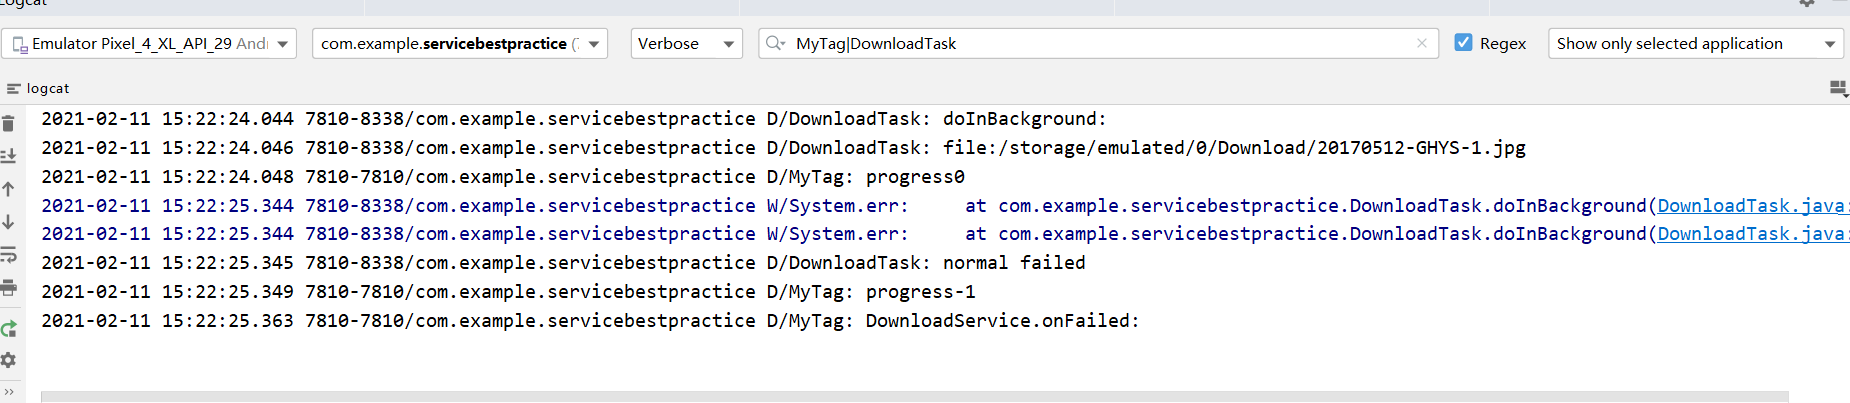 Logcat
Emulator Pixel_4_XL_API_29 Andr com.example.servicebestpractice (7 Verbose MyTag|DownloadTask Regex Show only selected application
logcat
2021-02-11 15:22:24.044 7810-8338/com.example.servicebestpractice D/DownloadTask: doInBackground:
2021-02-11 15:22:24.046 7810-8338/com.example.servicebestpractice D/DownloadTask: file:/storage/emulated/0/Download/20170512-GHYS-1.jpg
2021-02-11 15:22:24.048 7810-7810/com.example.servicebestpractice D/MyTag: progress0
2021-02-11 15:22:25.344 7810-8338/com.example.servicebestpractice W/System.err:     at com.example.servicebestpractice.DownloadTask.doInBackground(DownloadTask.java:
2021-02-11 15:22:25.344 7810-8338/com.example.servicebestpractice W/System.err:     at com.example.servicebestpractice.DownloadTask.doInBackground(DownloadTask.java:
2021-02-11 15:22:25.345 7810-8338/com.example.servicebestpractice D/DownloadTask: normal failed
2021-02-11 15:22:25.349 7810-7810/com.example.servicebestpractice D/MyTag: progress-1
2021-02-11 15:22:25.363 7810-7810/com.example.servicebestpractice D/MyTag: DownloadService.onFailed: